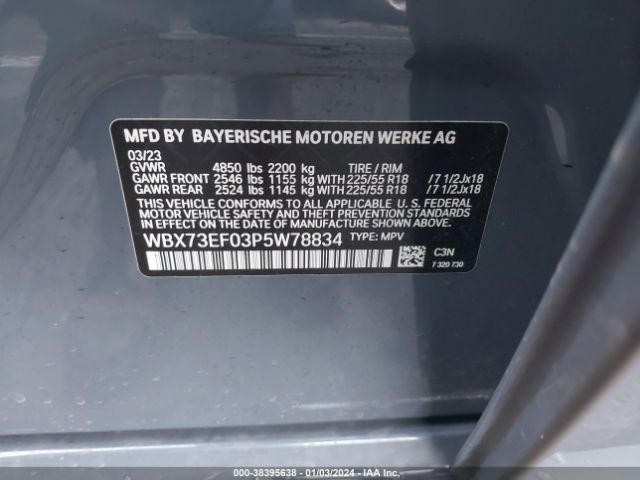 MFD BY BAYERISCHE MOTOREN WERKE AG
03/23
GVWR 4850 lbs 2200 kg TIRE / RIM
GAWR FRONT 2546 lbs 1155 kg WITH 225/55 R18 /7 1/2Jx18
GAWR REAR 2524 lbs 1145 kg WITH 225/55 R18 /7 1/2Jx18
THIS VEHICLE CONFORMS TO ALL APPLICABLE U. S. FEDERAL
MOTOR VEHICLE SAFETY, BUMPER, AND THEFT PREVENTION
STANDARDS IN EFFECT ON THE DATE OF MANUFACTURE SHOWN ABOVE.
WBX73EF03P5W78834 TYPE: MPV
C3N
7 320 730
000-38395638 - 01/03/2024 - IAA Inc.